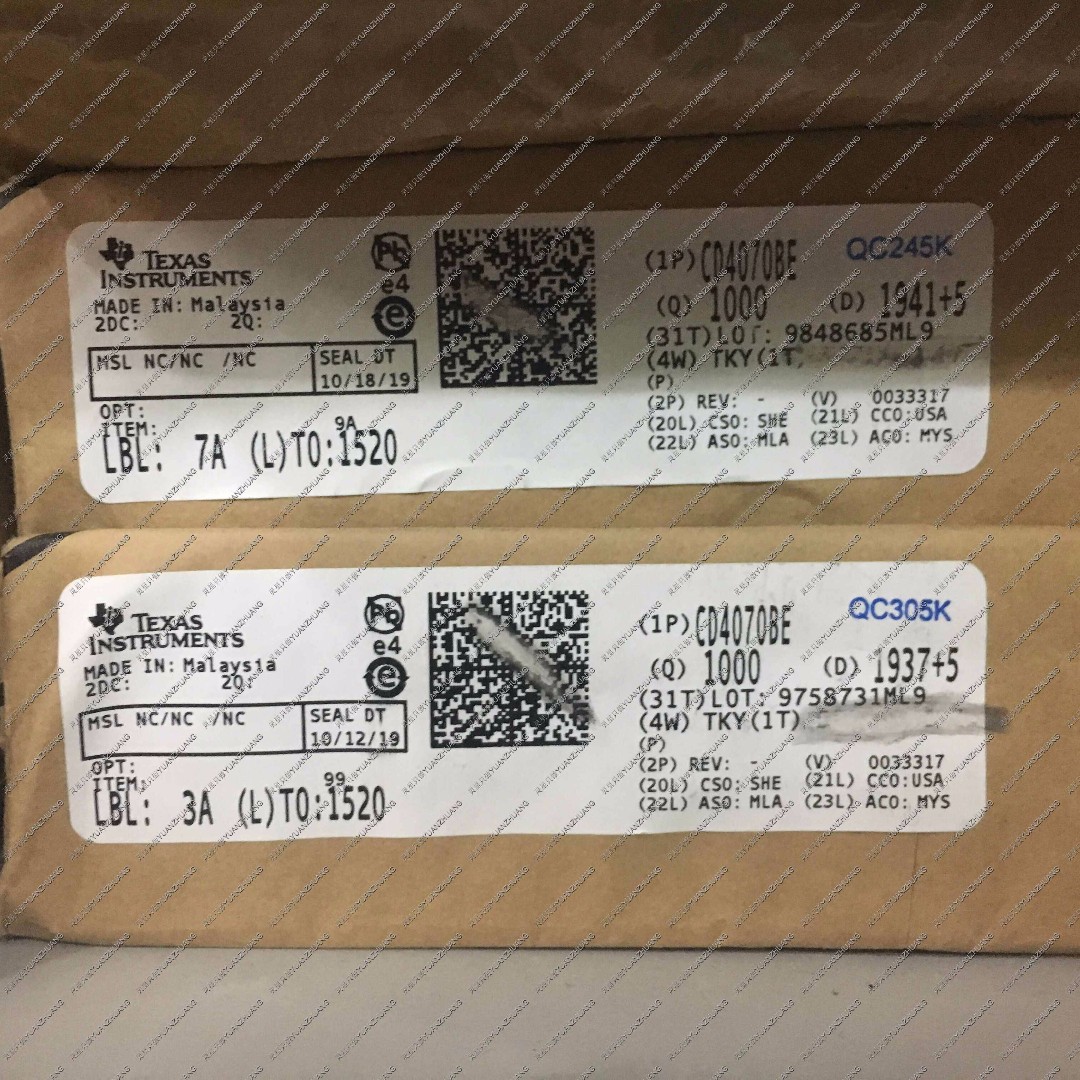 TEXAS
INSTRUMENTS
MADE IN: Malaysia
2DC: 2Q:
MSL NC/NC /NC
SEAL DT
10/18/19
OPT:
ITEM: 9A
LBL: 7A (L)TO:1520
Pb
e4
e
(1P) CD4070BE
QC245K
(Q) 1000 (D) 1941+5
(31T)LOT: 9848685ML9
(4W) TKY(1T)
(P)
(2P) REV: - (V) 0033317
(20L) CSO: SHE (21L) CCO:USA
(22L) ASO: MLA (23L) ACO: MYS
TEXAS
INSTRUMENTS
MADE IN: Malaysia
2DC: 2Q:
MSL NC/NC /NC
SEAL DT
10/12/19
OPT:
ITEM: 99
LBL: 3A (L)TO:1520
Pb
e4
e
(1P) CD4070BE
QC305K
(Q) 1000 (D) 1937+5
(31T)LOT: 9758731ML9
(4W) TKY(1T)
(P)
(2P) REV: - (V) 0033317
(20L) CSO: SHE (21L) CCO:USA
(22L) ASO: MLA (23L) ACO: MYS
YUANZHUANG